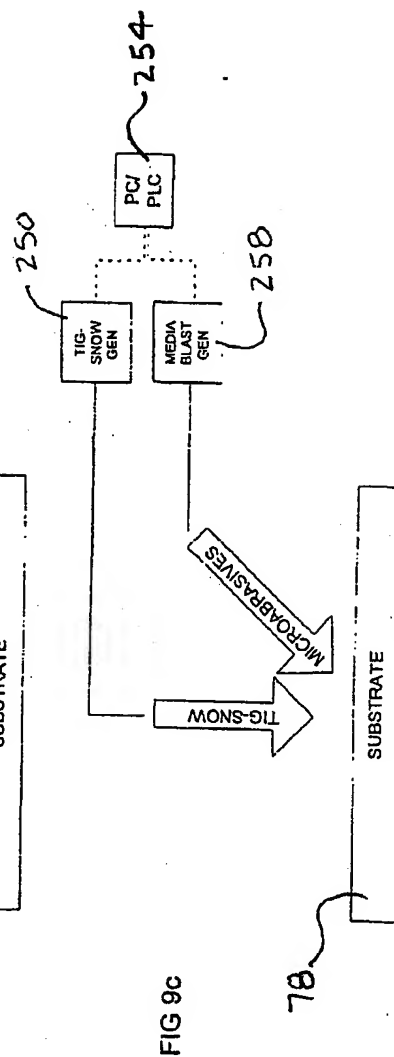 SUBSTRATE
254
250
PC/
PLC
TIG-
SNOW
GEN
MEDIA
BLAST
GEN
258
MICROABRASIVES
TIG-SNOW
FIG 9c
SUBSTRATE
78